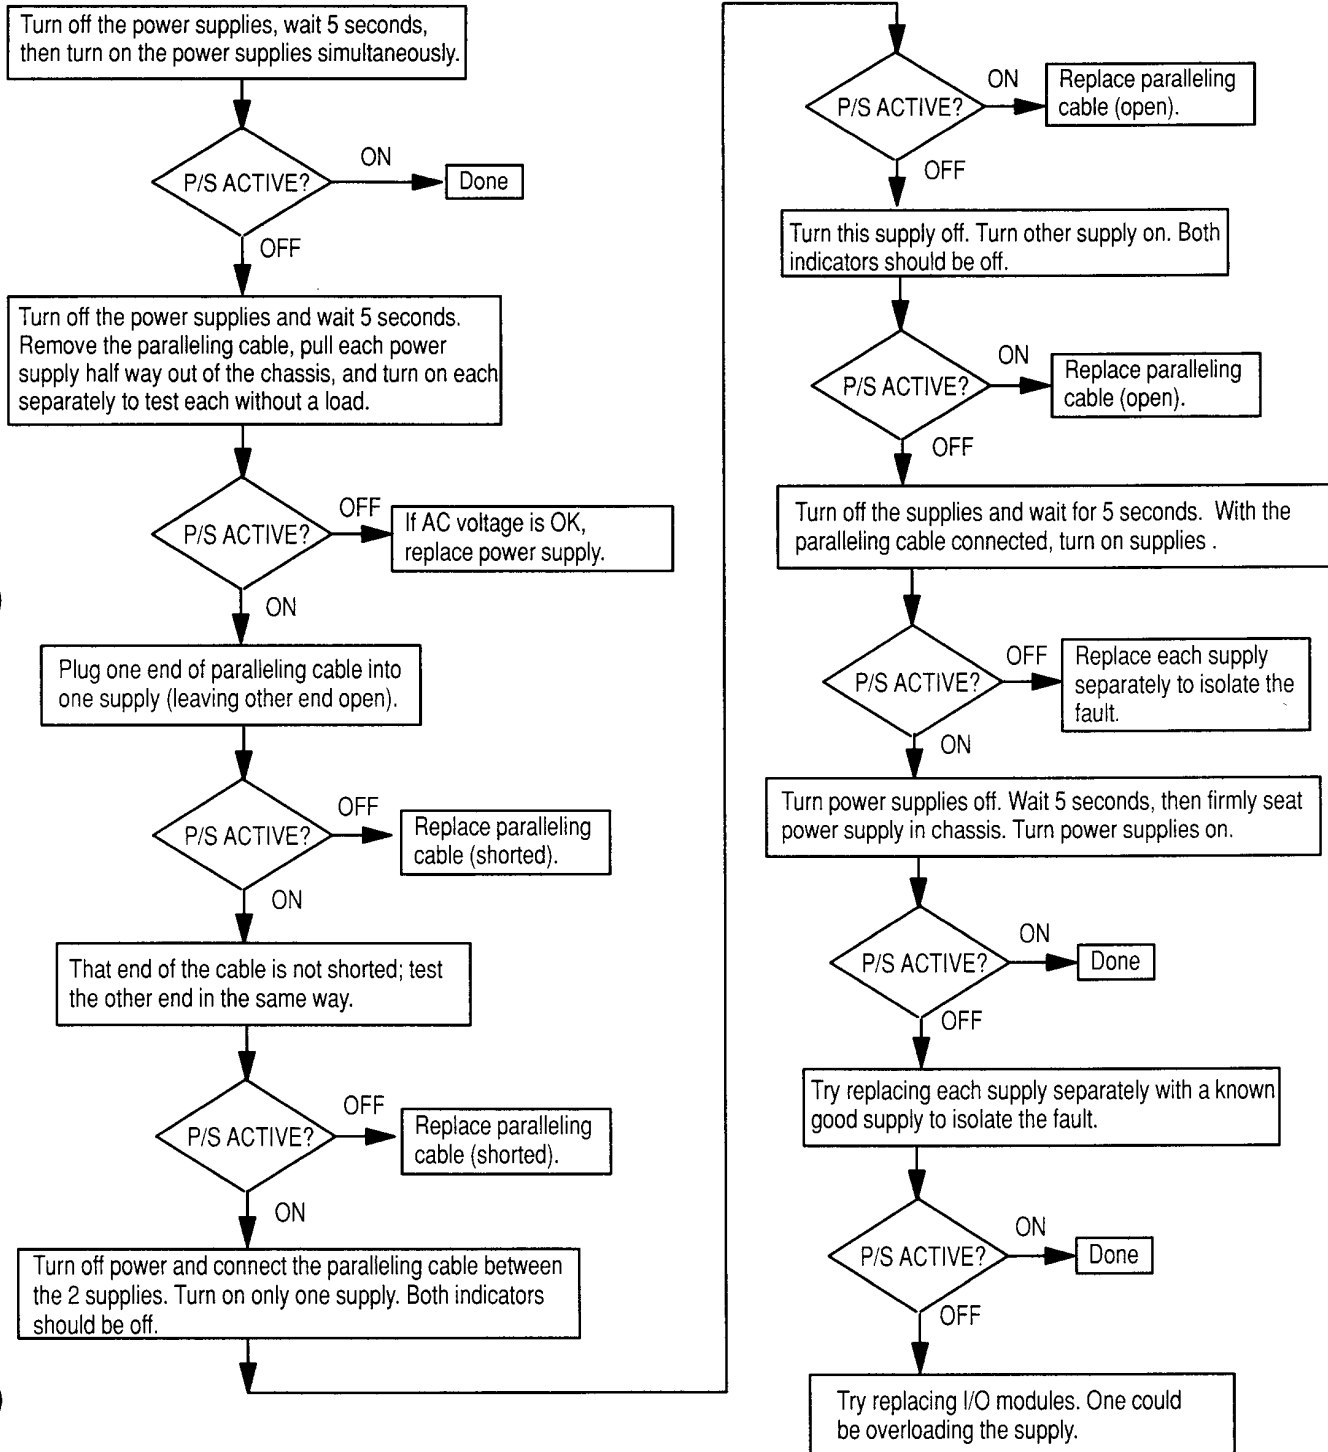 Turn off the power supplies, wait 5 seconds,
then turn on the power supplies simultaneously.
P/S ACTIVE?
ON
Done
OFF
Turn off the power supplies and wait 5 seconds.
Remove the paralleling cable, pull each power
supply half way out of the chassis, and turn on each
separately to test each without a load.
P/S ACTIVE?
OFF
If AC voltage is OK,
replace power supply.
ON
Plug one end of paralleling cable into
one supply (leaving other end open).
P/S ACTIVE?
OFF
Replace paralleling
cable (shorted).
ON
That end of the cable is not shorted; test
the other end in the same way.
P/S ACTIVE?
OFF
Replace paralleling
cable (shorted).
ON
Turn off power and connect the paralleling cable between
the 2 supplies. Turn on only one supply. Both indicators
should be off.
P/S ACTIVE?
ON
Replace paralleling
cable (open).
OFF
Turn this supply off. Turn other supply on. Both
indicators should be off.
P/S ACTIVE?
ON
Replace paralleling
cable (open).
OFF
Turn off the supplies and wait for 5 seconds. With the
paralleling cable connected, turn on supplies .
P/S ACTIVE?
OFF
Replace each supply
separately to isolate the
fault.
ON
Turn power supplies off. Wait 5 seconds, then firmly seat
power supply in chassis. Turn power supplies on.
P/S ACTIVE?
ON
Done
OFF
Try replacing each supply separately with a known
good supply to isolate the fault.
P/S ACTIVE?
ON
Done
OFF
Try replacing I/O modules. One could
be overloading the supply.